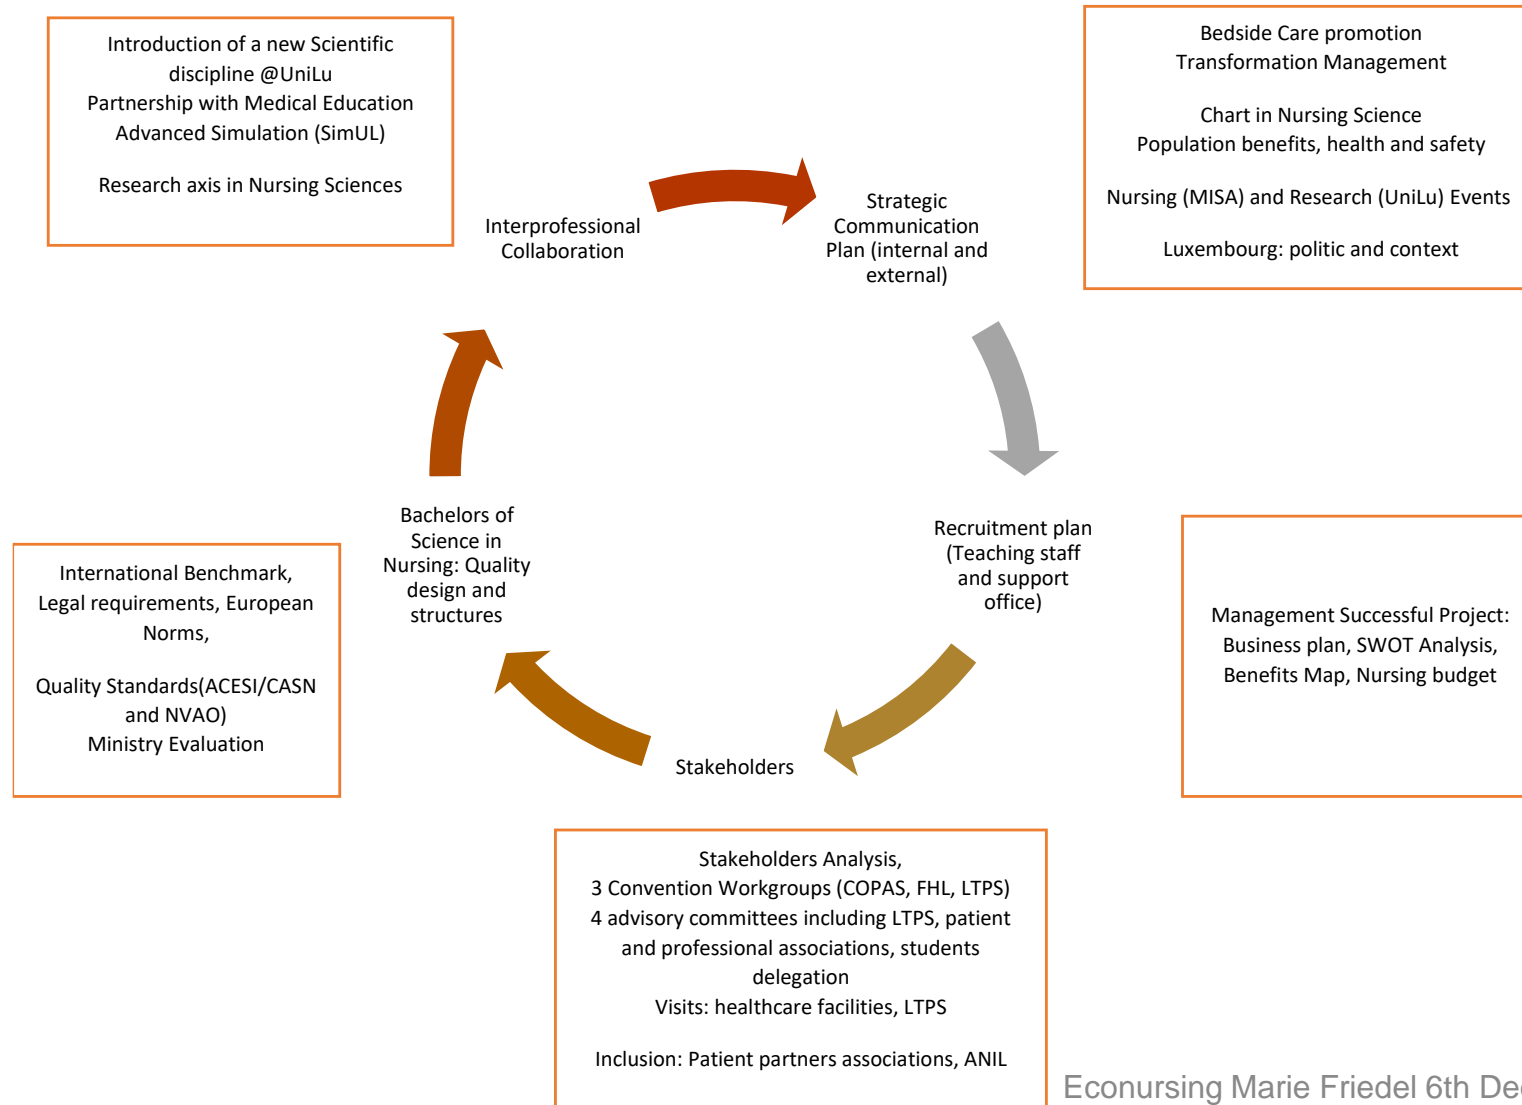 Introduction of a new Scientific
discipline @UniLu
Partnership with Medical Education
Advanced Simulation (SimUL)
Research axis in Nursing Sciences
Bedside Care promotion
Transformation Management
Chart in Nursing Science
Population benefits, health and safety
Nursing (MISA) and Research (UniLu) Events
Luxembourg: politic and context
Interprofessional
Collaboration
Strategic
Communication
Plan (internal and
external)
Bachelors of
Science in
Nursing: Quality
design and
structures
Recruitment plan
(Teaching staff
and support
office)
International Benchmark,
Legal requirements, European
Norms,
Quality Standards(ACESI/CASN
and NVAO)
Ministry Evaluation
Management Successful Project:
Business plan, SWOT Analysis,
Benefits Map, Nursing budget
Stakeholders
Stakeholders Analysis,
3 Convention Workgroups (COPAS, FHL, LTPS)
4 advisory committees including LTPS, patient
and professional associations, students
delegation
Visits: healthcare facilities, LTPS
Inclusion: Patient partners associations, ANIL
Econursing Marie Friedel 6th Dec